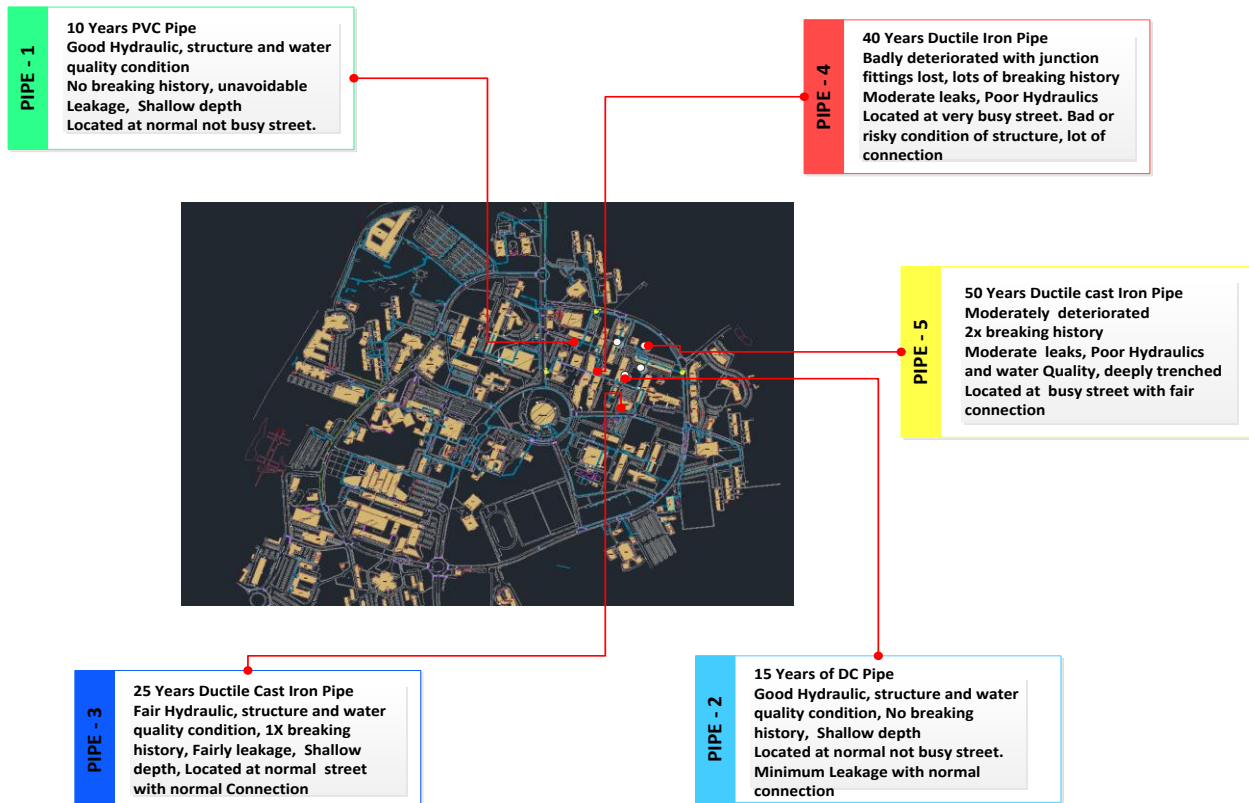 PIPE - 1
10 Years PVC Pipe
Good Hydraulic, structure and water
quality condition
No breaking history, unavoidable
Leakage, Shallow depth
Located at normal not busy street.
PIPE - 4
40 Years Ductile Iron Pipe
Badly deteriorated with junction
fittings lost, lots of breaking history
Moderate leaks, Poor Hydraulics
Located at very busy street. Bad or
risky condition of structure, lot of
connection
PIPE - 5
50 Years Ductile cast Iron Pipe
Moderately deteriorated
2x breaking history
Moderate leaks, Poor Hydraulics
and water Quality, deeply trenched
Located at busy street with fair
connection
PIPE - 3
25 Years Ductile Cast Iron Pipe
Fair Hydraulic, structure and water
quality condition, 1X breaking
history, Fairly leakage, Shallow
depth, Located at normal street
with normal Connection
PIPE - 2
15 Years of DC Pipe
Good Hydraulic, structure and water
quality condition, No breaking
history, Shallow depth
Located at normal not busy street.
Minimum Leakage with normal
connection